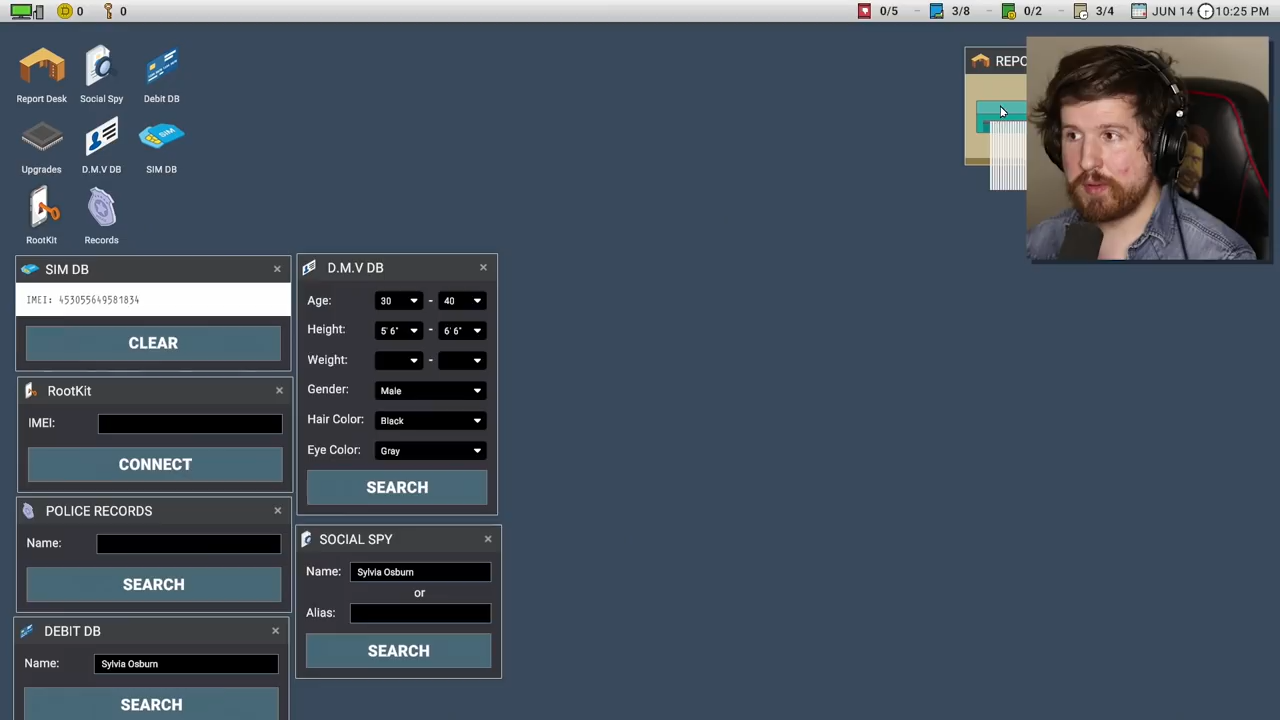 0
0
0/5
3/8
0/2
3/4
JUN 14
10:25 PM
Report Desk
Social Spy
Debit DB
Upgrades
D.M.V DB
SIM DB
RootKit
Records
SIM DB
IMEI: 453055649581834
CLEAR
RootKit
IMEI:
CONNECT
POLICE RECORDS
Name:
SEARCH
DEBIT DB
Name: Sylvia Osburn
SEARCH
D.M.V DB
Age: 30 - 40
Height: 5' 6" - 6' 6"
Weight: -
Gender: Male
Hair Color: Black
Eye Color: Gray
SEARCH
SOCIAL SPY
Name: Sylvia Osburn
or
Alias:
SEARCH
REPO